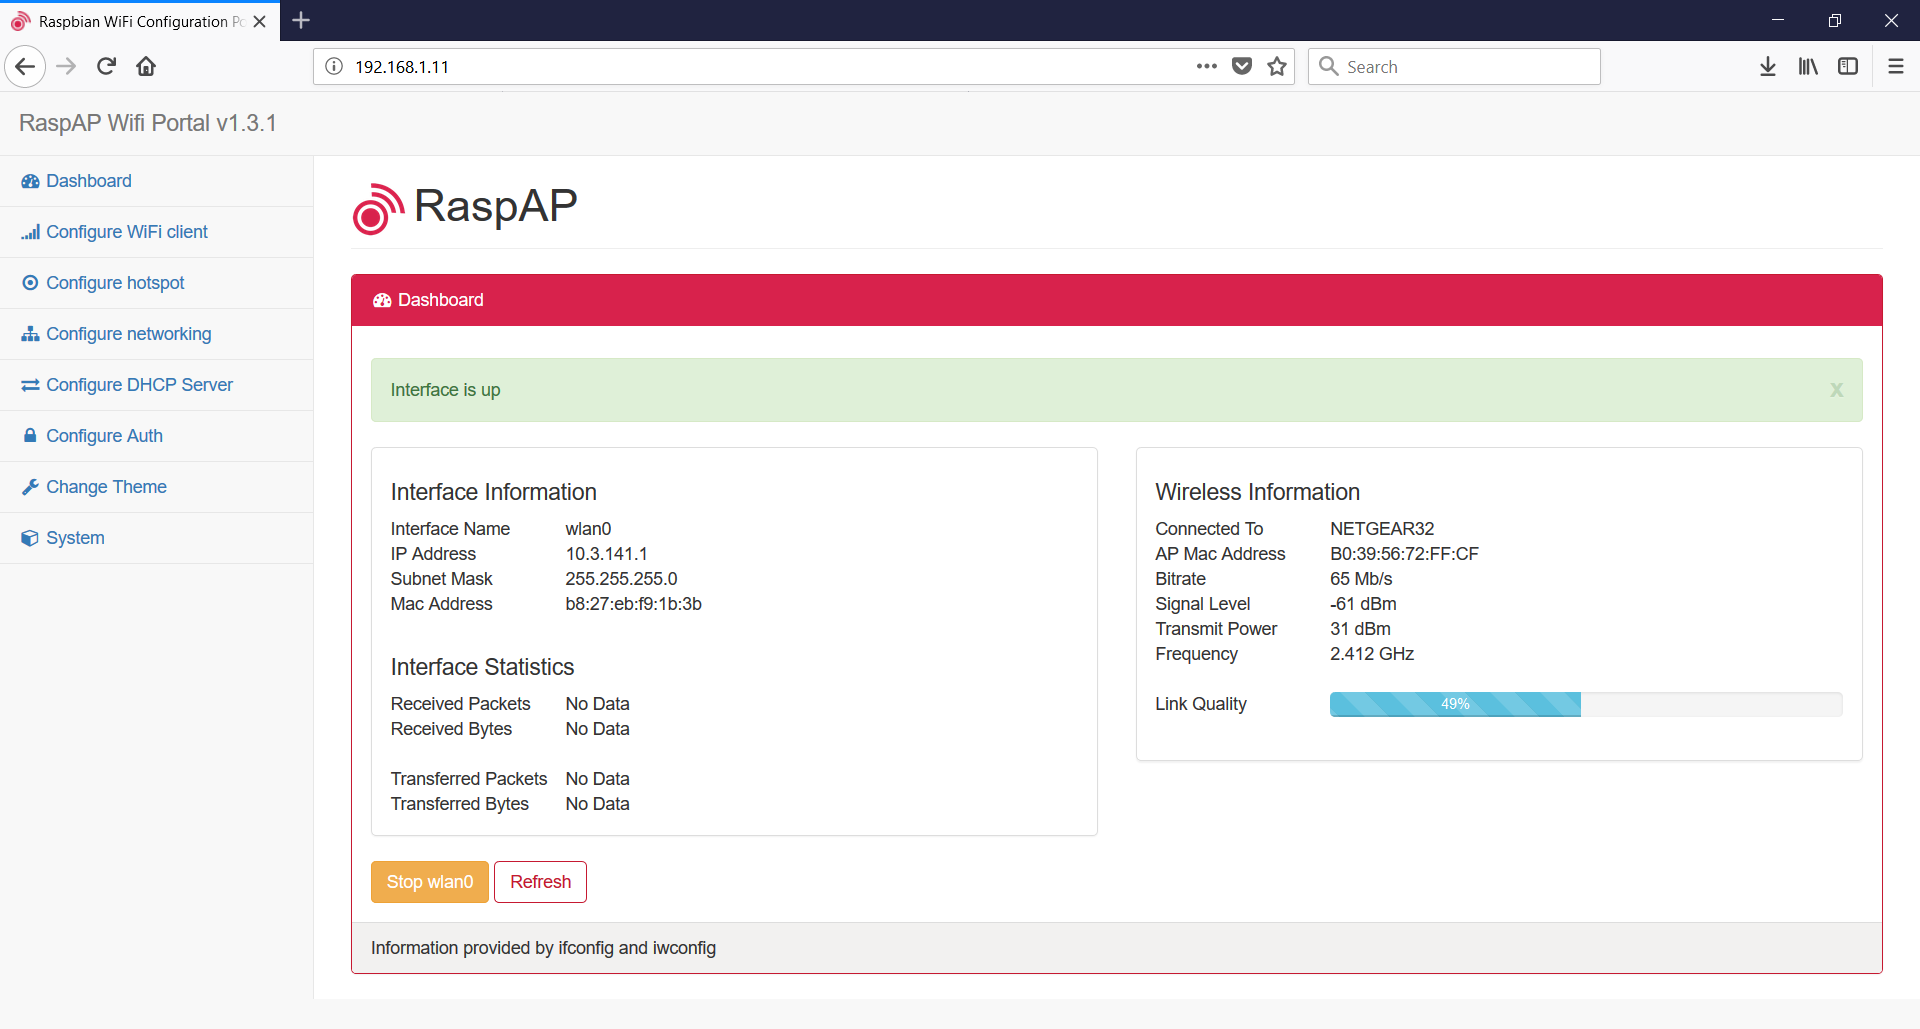 Raspbian WiFi Configuration Po
192.168.1.11
Search
RaspAP Wifi Portal v1.3.1
Dashboard
Configure WiFi client
Configure hotspot
Configure networking
Configure DHCP Server
Configure Auth
Change Theme
System
RaspAP
Dashboard
Interface is up
x
Interface Information
Interface Name wlan0
IP Address 10.3.141.1
Subnet Mask 255.255.255.0
Mac Address b8:27:eb:f9:1b:3b
Interface Statistics
Received Packets No Data
Received Bytes No Data
Transferred Packets No Data
Transferred Bytes No Data
Wireless Information
Connected To NETGEAR32
AP Mac Address B0:39:56:72:FF:CF
Bitrate 65 Mb/s
Signal Level -61 dBm
Transmit Power 31 dBm
Frequency 2.412 GHz
Link Quality 49%
Stop wlan0 Refresh
Information provided by ifconfig and iwconfig